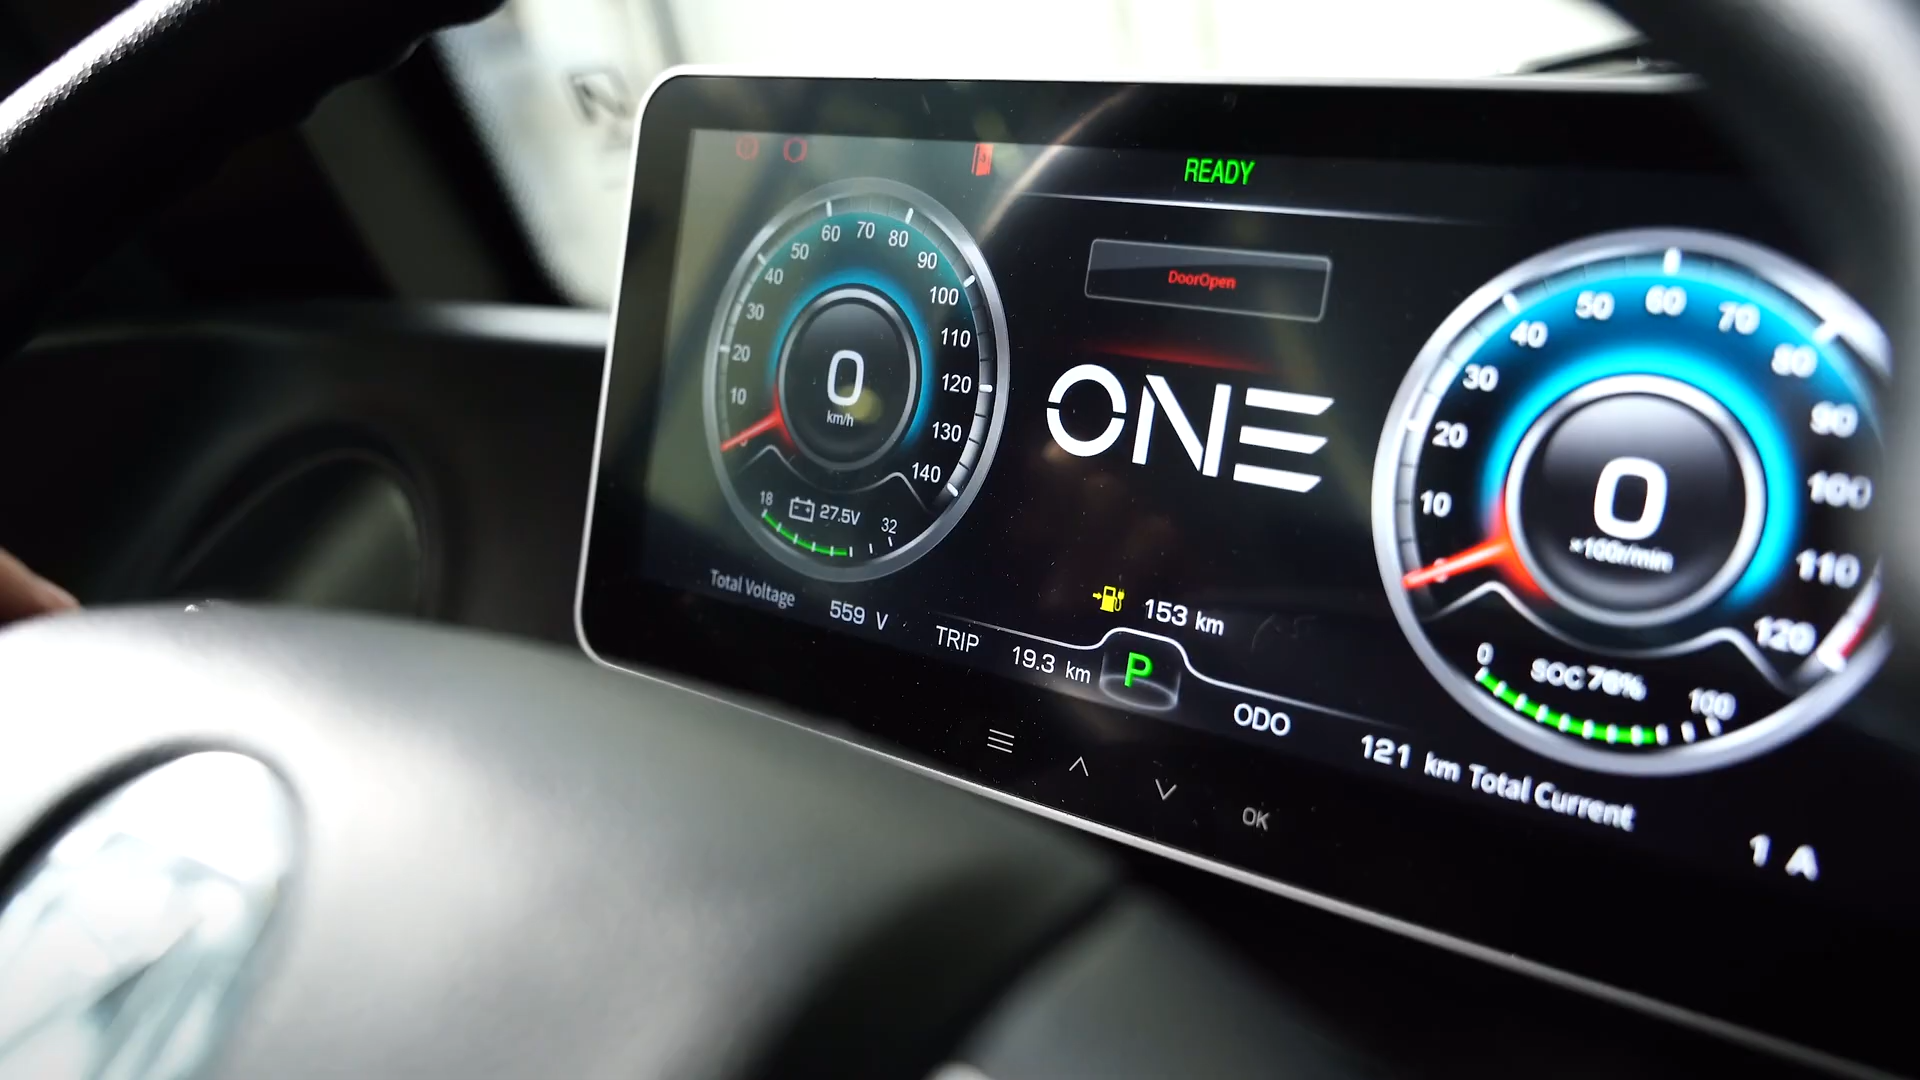 READY
DoorOpen
ONE
60 70 80
50 90
40 100
30 110
20 120
10 130
140
0
km/h
18 27.5V 32
Total Voltage 559 V
TRIP 19.3 km
153 km
P
ODO 121 km
50 60 70
40 80
30 90
20 100
10 110
120
0
×100r/min
0 SOC 76% 100
Total Current
1 A
OK